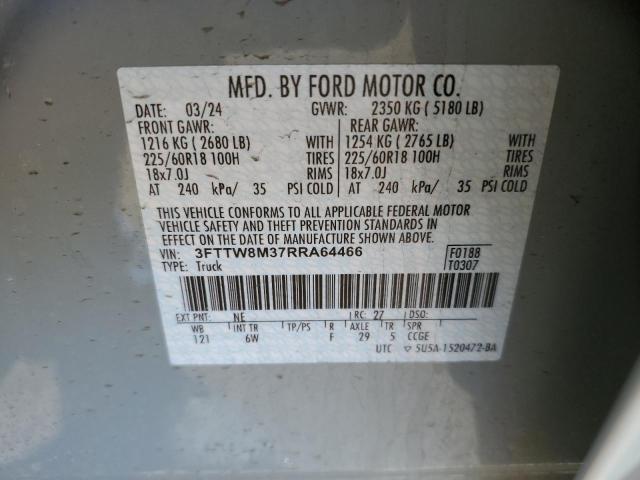 MFD. BY FORD MOTOR CO.
DATE: 03/24 GVWR: 2350 KG ( 5180 LB)
FRONT GAWR: REAR GAWR:
1216 KG ( 2680 LB) WITH 1254 KG ( 2765 LB) WITH
225/60R18 100H TIRES 225/60R18 100H TIRES
18x7.0J RIMS 18x7.0J RIMS
AT 240 kPa/ 35 PSI COLD AT 240 kPa/ 35 PSI COLD
THIS VEHICLE CONFORMS TO ALL APPLICABLE FEDERAL MOTOR
VEHICLE SAFETY AND THEFT PREVENTION STANDARDS IN
EFFECT ON THE DATE OF MANUFACTURE SHOWN ABOVE.
VIN: 3FTTW8M37RRA64466 F0188
TYPE: Truck T0307
EXT PNT: NE RC: 27 DSO:
WB INT TR TP/PS R AXLE TR SPR
121 6W F 29 5 CCGE
UTC ▽ 5U5A-1520472-BA